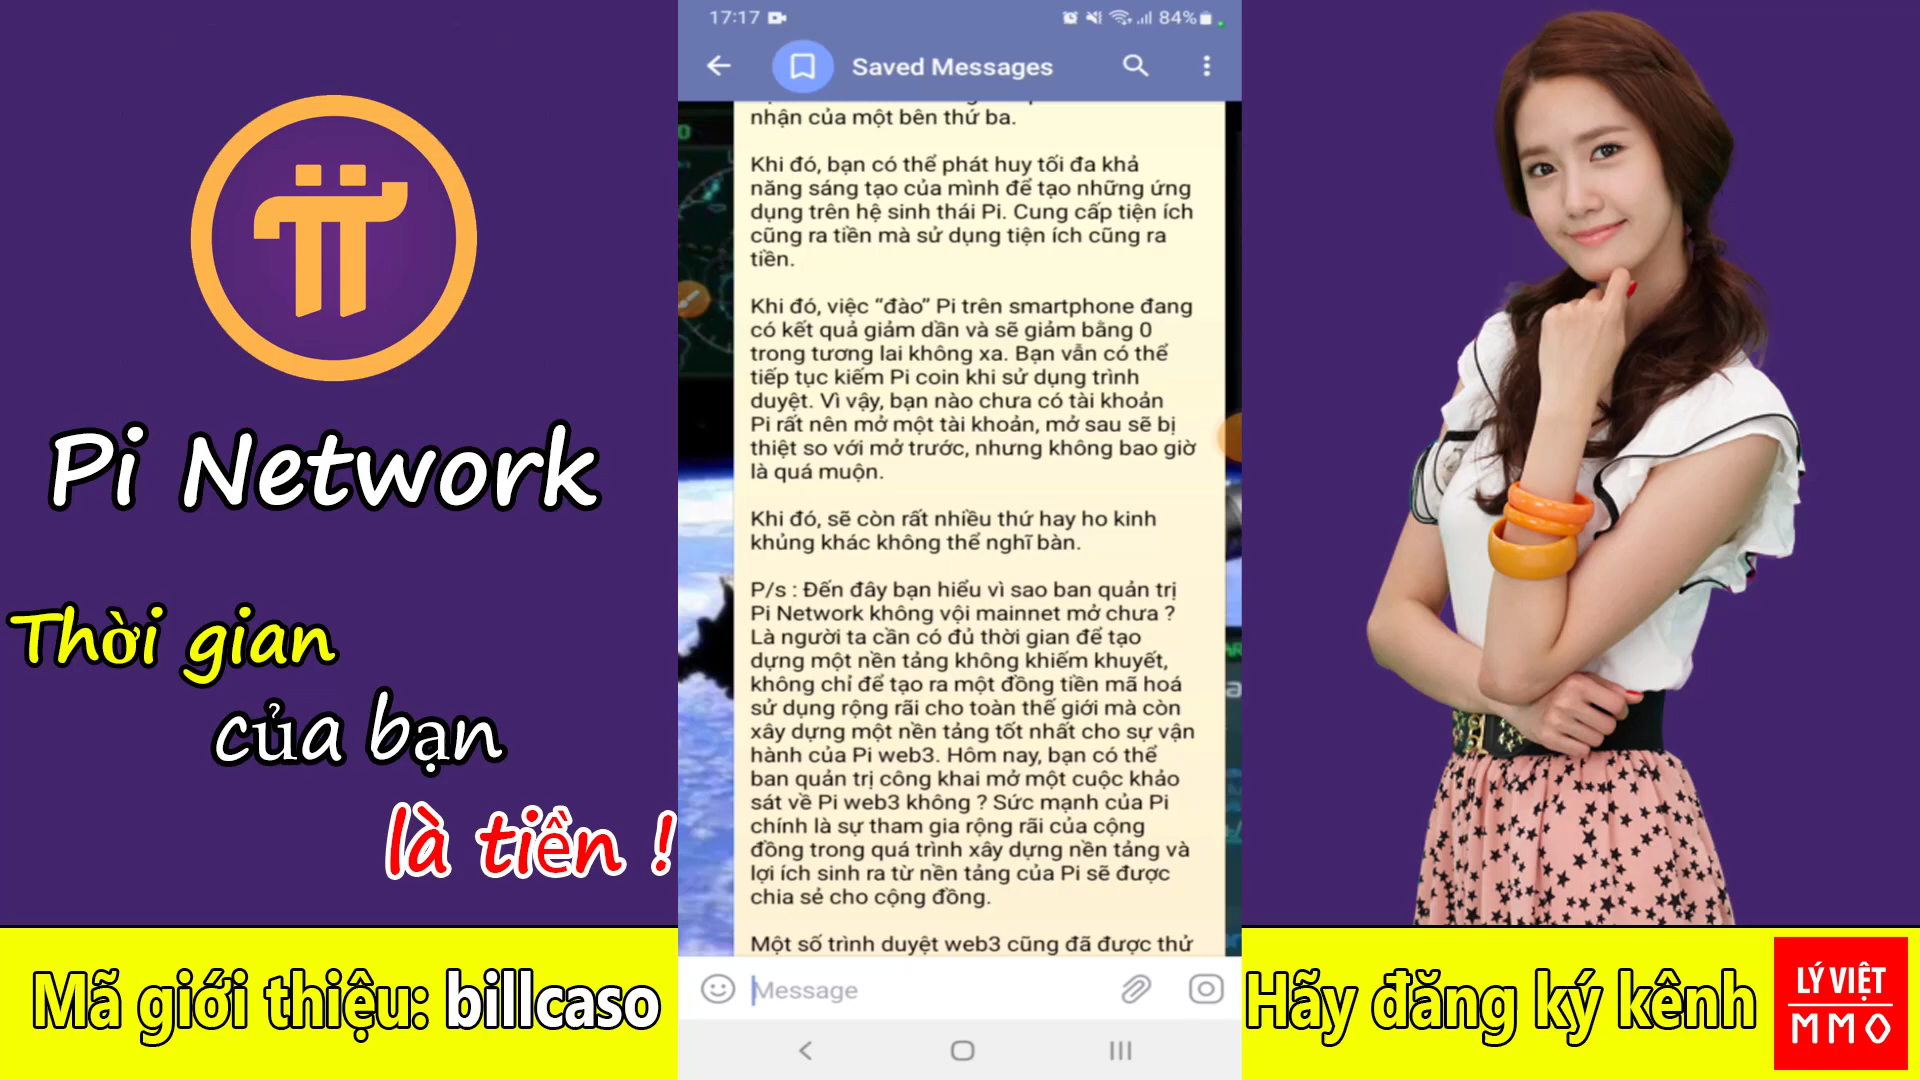 Pi Network
Thời gian
của bạn
là tiền !
Mã giới thiệu: billcaso
17:17
84%
Saved Messages
nhận của một bên thứ ba.
Khi đó, bạn có thể phát huy tối đa khả
năng sáng tạo của mình để tạo những ứng
dụng trên hệ sinh thái Pi. Cung cấp tiện ích
cũng ra tiền mà sử dụng tiện ích cũng ra
tiền.
Khi đó, việc “đào” Pi trên smartphone đang
có kết quả giảm dần và sẽ giảm bằng 0
trong tương lai không xa. Bạn vẫn có thể
tiếp tục kiếm Pi coin khi sử dụng trình
duyệt. Vì vậy, bạn nào chưa có tài khoản
Pi rất nên mở một tài khoản, mở sau sẽ bị
thiệt so với mở trước, nhưng không bao giờ
là quá muộn.
Khi đó, sẽ còn rất nhiều thứ hay ho kinh
khủng khác không thể nghĩ bàn.
P/s : Đến đây bạn hiểu vì sao ban quản trị
Pi Network không vội mainnet mở chưa ?
Là người ta cần có đủ thời gian để tạo
dựng một nền tảng không khiếm khuyết,
không chỉ để tạo ra một đồng tiền mã hoá
sử dụng rộng rãi cho toàn thế giới mà còn
xây dựng một nền tảng tốt nhất cho sự vận
hành của Pi web3. Hôm nay, bạn có thể
ban quản trị công khai mở một cuộc khảo
sát về Pi web3 không ? Sức mạnh của Pi
chính là sự tham gia rộng rãi của cộng
đồng trong quá trình xây dựng nền tảng và
lợi ích sinh ra từ nền tảng của Pi sẽ được
chia sẻ cho cộng đồng.
Một số trình duyệt web3 cũng đã được thử
Message
Hãy đăng ký kênh
LÝ VIỆT
MMO